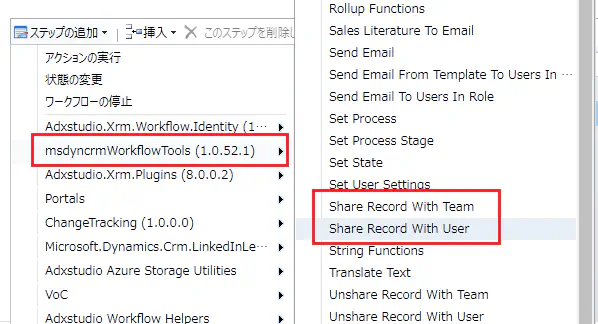 ステップの追加
挿入
このステップを削除し
アクションの実行
状態の変更
ワークフローの停止
Adxstudio.Xrm.Workflow.Identity (1…
msdyncrmWorkflowTools (1.0.52.1)
Adxstudio.Xrm.Plugins (8.0.0.2)
Portals
ChangeTracking (1.0.0.0)
Microsoft.Dynamics.Crm.LinkedInLe…
Adxstudio Azure Storage Utilities
VoC
Adxstudio Workflow Helpers
Rollup Functions
Sales Literature To Email
Send Email
Send Email From Template To Users In …
Send Email To Users In Role
Set Process
Set Process Stage
Set State
Set User Settings
Share Record With Team
Share Record With User
String Functions
Translate Text
Unshare Record With Team
Unshare Record With User